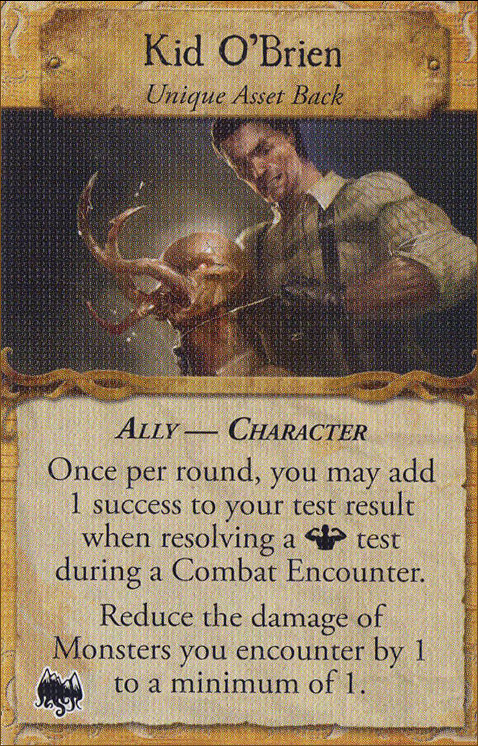 Kid O'Brien
Unique Asset Back
Ally — Character
Once per round, you may add
1 success to your test result
when resolving a test
during a Combat Encounter.
Reduce the damage of
Monsters you encounter by 1
to a minimum of 1.